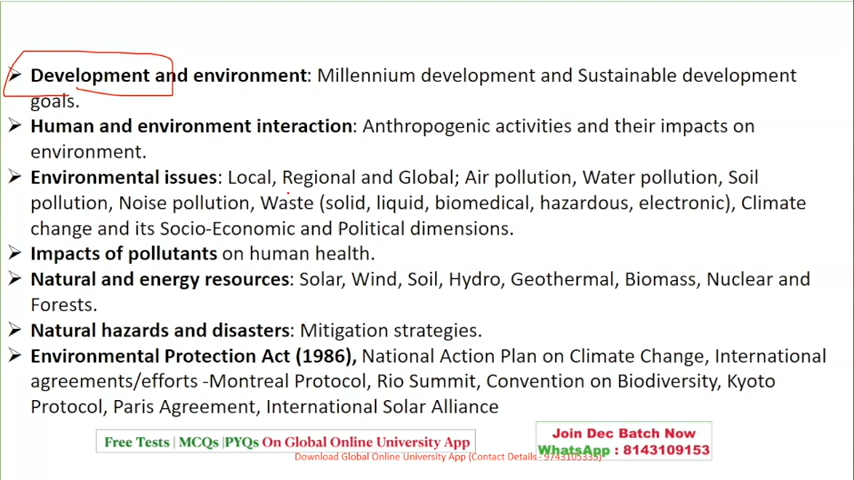 ➢ Development and environment: Millennium development and Sustainable development
goals.
➢ Human and environment interaction: Anthropogenic activities and their impacts on
environment.
➢ Environmental issues: Local, Regional and Global; Air pollution, Water pollution, Soil
pollution, Noise pollution, Waste (solid, liquid, biomedical, hazardous, electronic), Climate
change and its Socio-Economic and Political dimensions.
➢ Impacts of pollutants on human health.
➢ Natural and energy resources: Solar, Wind, Soil, Hydro, Geothermal, Biomass, Nuclear and
Forests.
➢ Natural hazards and disasters: Mitigation strategies.
➢ Environmental Protection Act (1986), National Action Plan on Climate Change, International
agreements/efforts -Montreal Protocol, Rio Summit, Convention on Biodiversity, Kyoto
Protocol, Paris Agreement, International Solar Alliance
Free Tests | MCQs |PYQs On Global Online University App
Join Dec Batch Now
WhatsApp : 8143109153
Download Global Online University App (Contact Details - 9743105335)